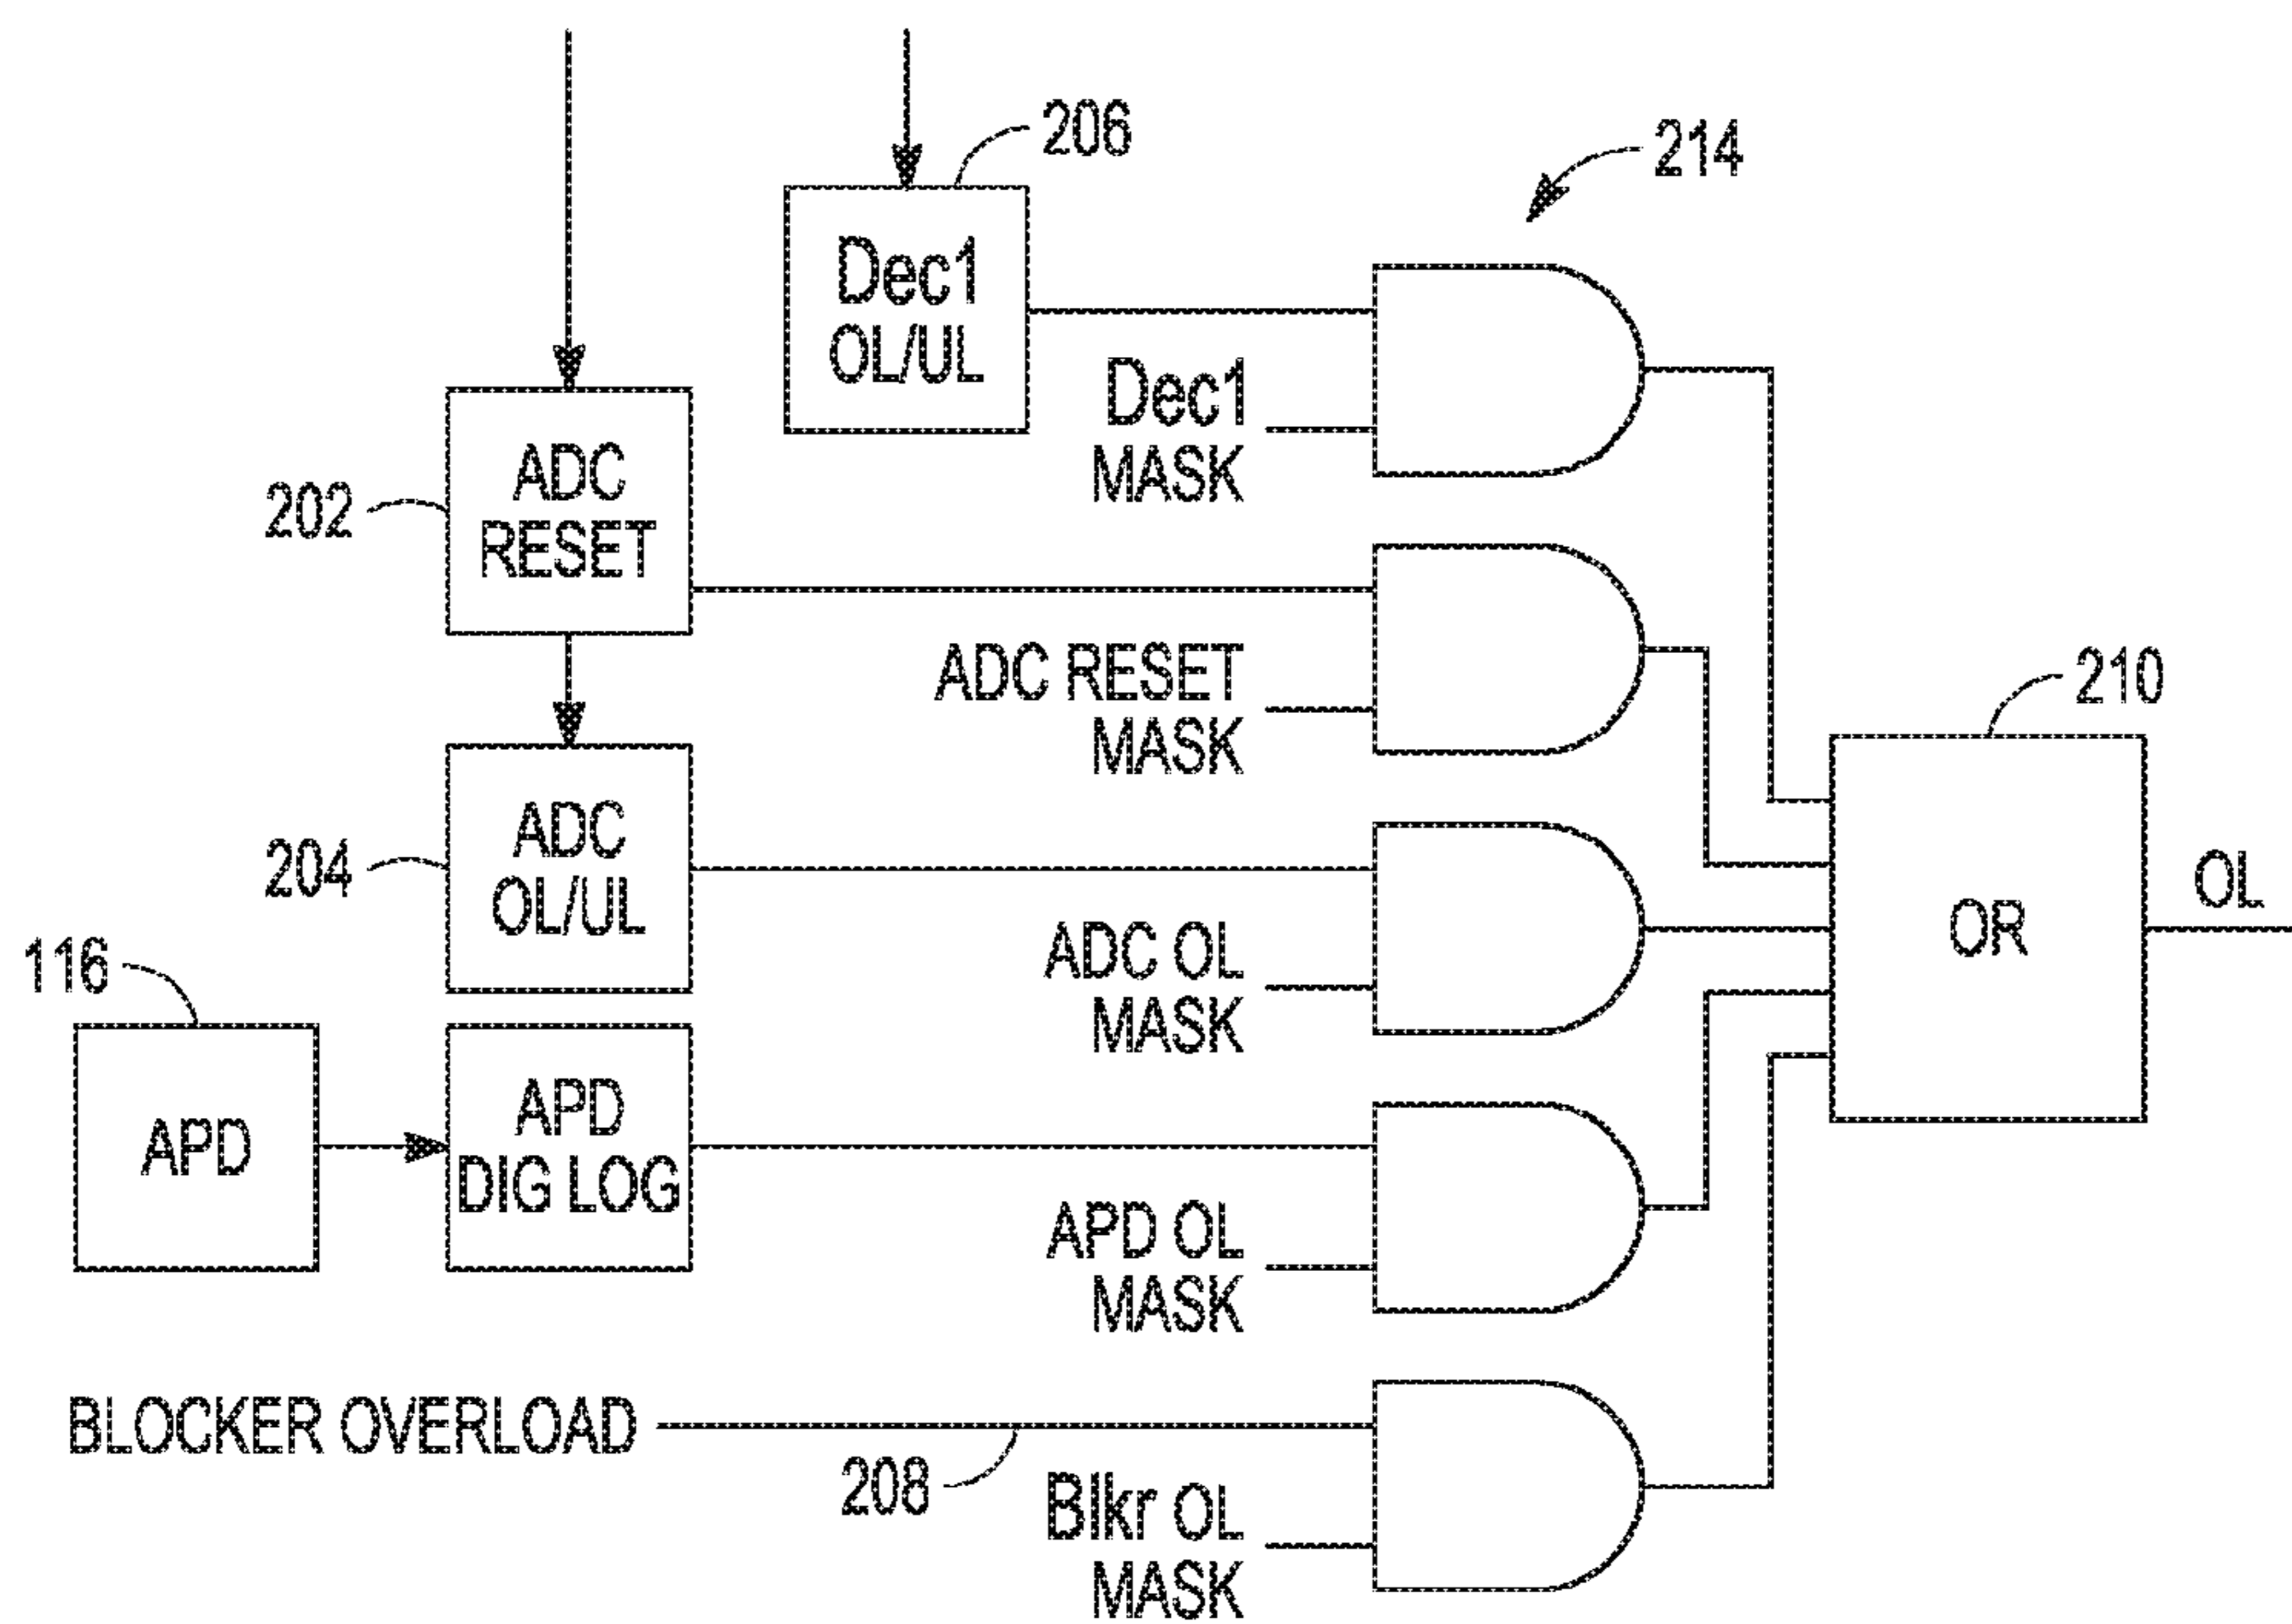 206
214
Dec1
OL/UL
Dec1
MASK
202
ADC
RESET
ADC RESET
MASK
210
204
ADC
OL/UL
ADC OL
MASK
OR
OL
116
APD
APD
DIG LOG
APD OL
MASK
BLOCKER OVERLOAD
208
Blkr OL
MASK